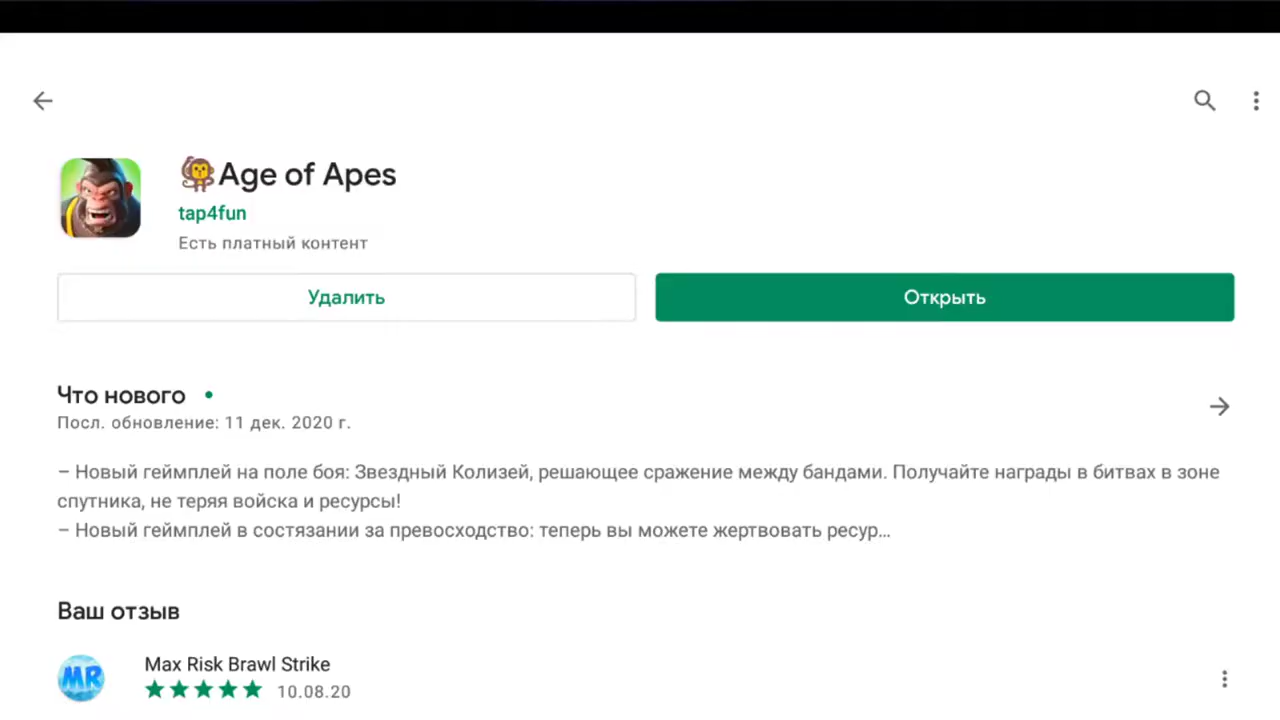 Age of Apes
tap4fun
Есть платный контент
Удалить
Открыть
Что нового
Посл. обновление: 11 дек. 2020 г.
– Новый геймплей на поле боя: Звездный Колизей, решающее сражение между бандами. Получайте награды в битвах в зоне
спутника, не теряя войска и ресурсы!
– Новый геймплей в состязании за превосходство: теперь вы можете жертвовать ресур...
Ваш отзыв
MR
Max Risk Brawl Strike
10.08.20